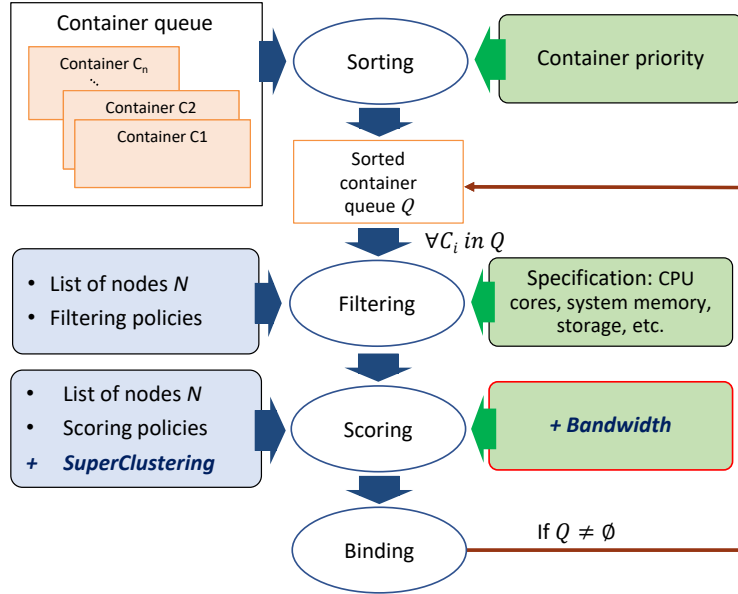 Container queue
Container Cn
⋱
Container C2
Container C1
Sorting
Container priority
Sorted
container
queue Q
∀Ci in Q
• List of nodes N
• Filtering policies
Filtering
Specification: CPU
cores, system memory,
storage, etc.
• List of nodes N
• Scoring policies
+ SuperClustering
Scoring
+ Bandwidth
Binding
If Q ≠ ∅